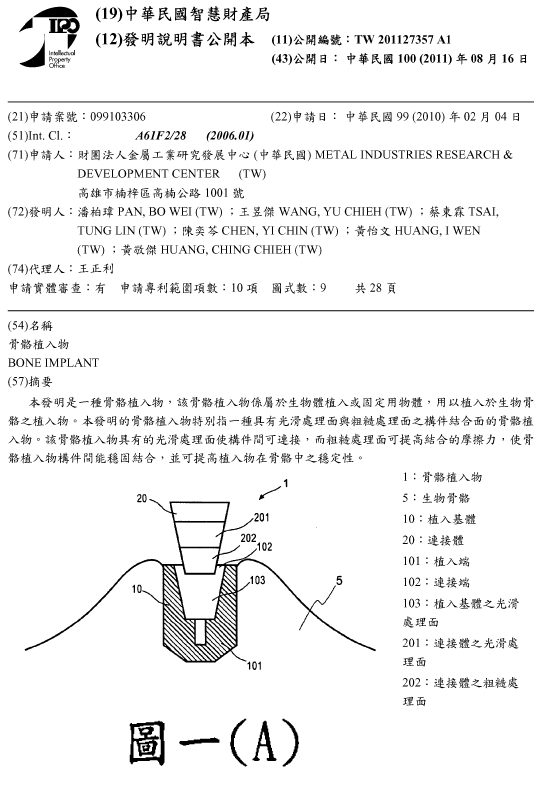 TIPO
Intellectual
Property
Office
(19)中華民國智慧財產局
(12)發明說明書公開本 (11)公開編號：TW 201127357 A1
(43)公開日： 中華民國 100 (2011) 年 08 月 16 日
(21)申請案號：099103306 (22)申請日： 中華民國 99 (2010) 年 02 月 04 日
(51)Int. Cl.： A61F2/28 (2006.01)
(71)申請人：財團法人金屬工業研究發展中心 (中華民國) METAL INDUSTRIES RESEARCH &
DEVELOPMENT CENTER (TW)
高雄市楠梓區高楠公路 1001 號
(72)發明人：潘柏瑋 PAN, BO WEI (TW)；王昱傑 WANG, YU CHIEH (TW)；蔡東霖 TSAI,
TUNG LIN (TW)；陳奕苓 CHEN, YI CHIN (TW)；黃怡文 HUANG, I WEN
(TW)；黃敬傑 HUANG, CHING CHIEH (TW)
(74)代理人：王正利
申請實體審查：有 申請專利範圍項數：10 項 圖式數：9 共 28 頁
(54)名稱
骨骼植入物
BONE IMPLANT
(57)摘要
本發明是一種骨骼植入物，該骨骼植入物係屬於生物體植入或固定用物體，用以植入於生物骨
骼之植入物。本發明的骨骼植入物特別指一種具有光滑處理面與粗糙處理面之構件結合面的骨骼植
入物。該骨骼植入物具有的光滑處理面使構件間可連接，而粗糙處理面可提高結合的摩擦力，使骨
骼植入物構件間能穩固結合，並可提高植入物在骨骼中之穩定性。
1
20
201
202
102
10
103
5
101
1：骨骼植入物
5：生物骨骼
10：植入基體
20：連接體
101：植入端
102：連接端
103：植入基體之光滑
處理面
201：連接體之光滑處
理面
202：連接體之粗糙處
理面
圖一(A)